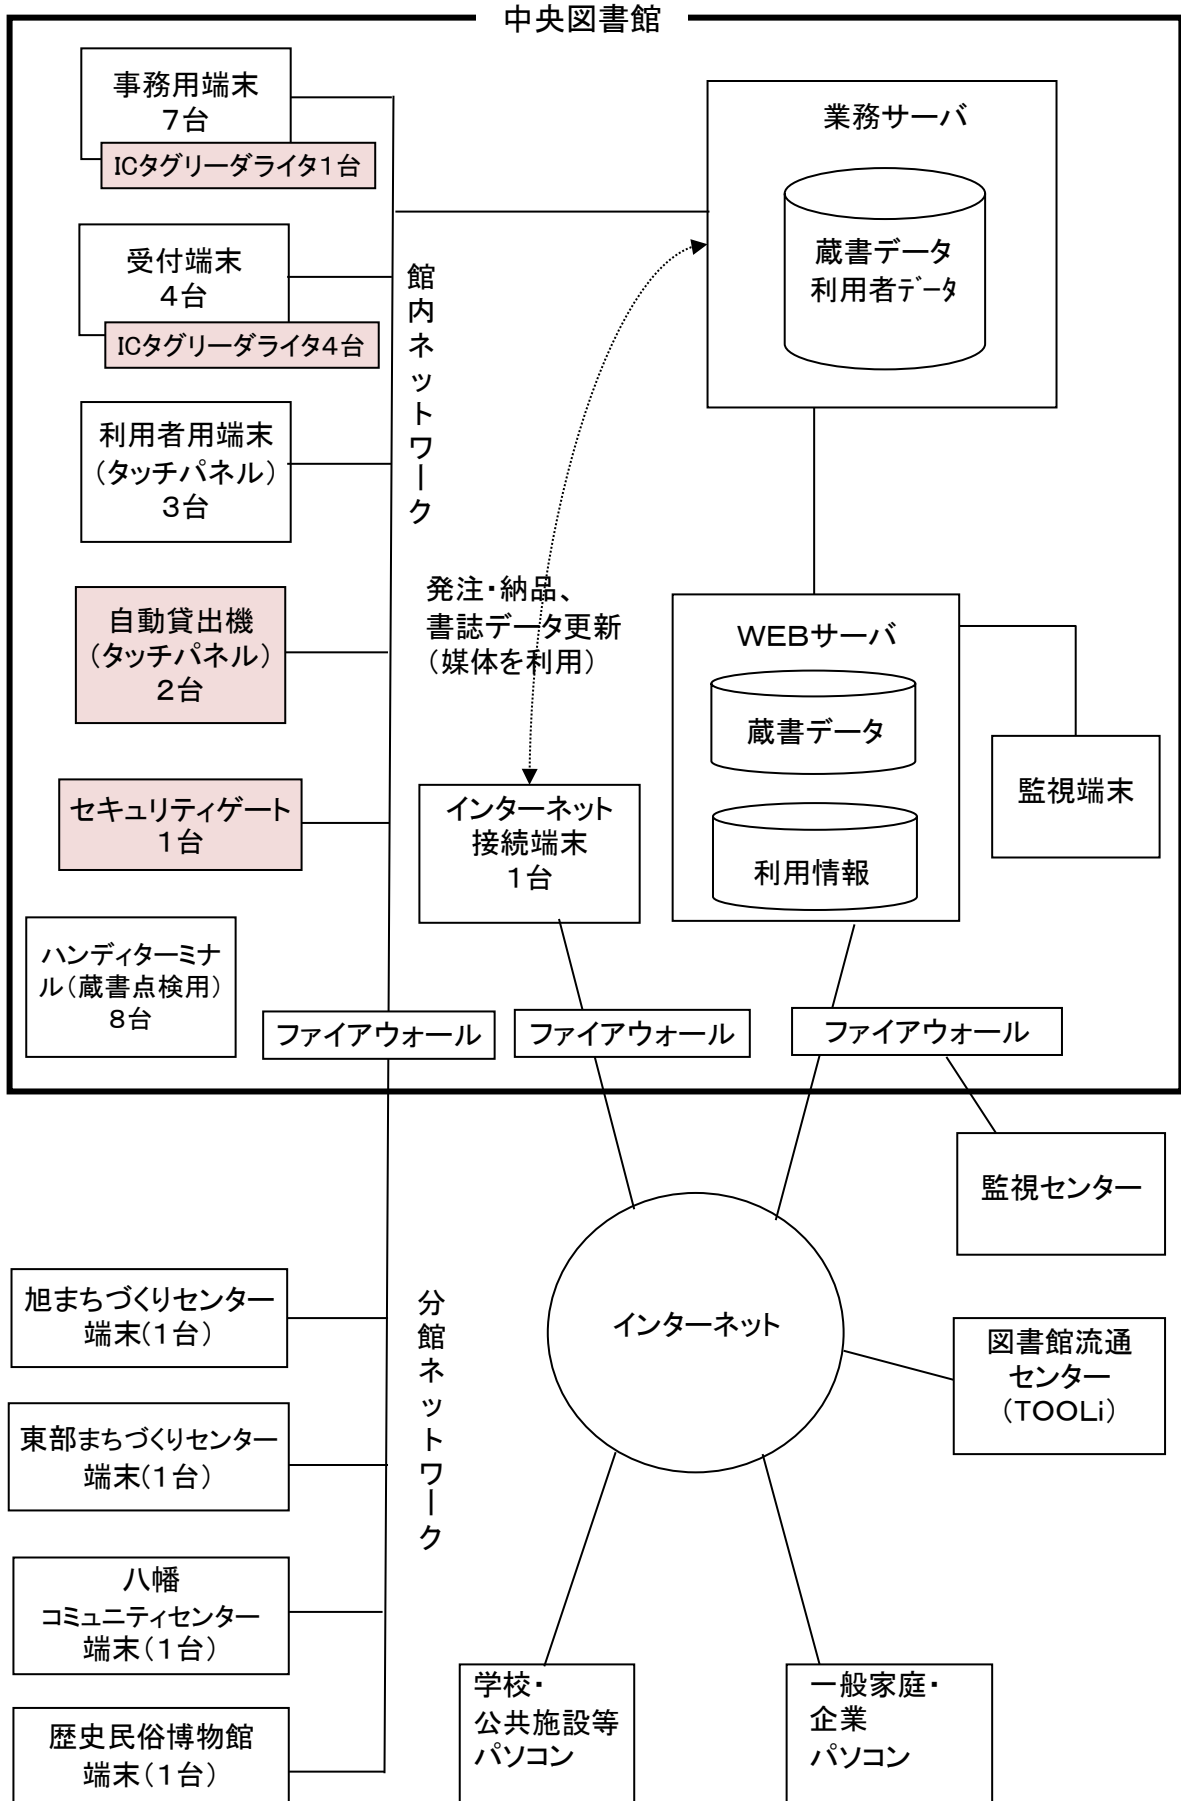 中央図書館
事務用端末
7台
ICタグリーダライタ1台
受付端末
4台
ICタグリーダライタ4台
利用者用端末
（タッチパネル）
3台
自動貸出機
（タッチパネル）
2台
セキュリティゲート
1台
ハンディターミナ
ル（蔵書点検用）
8台
館内ネットワーク
業務サーバ
蔵書データ
利用者データ
発注・納品、
書誌データ更新
（媒体を利用）
WEBサーバ
蔵書データ
利用情報
監視端末
インターネット
接続端末
1台
ファイアウォール
ファイアウォール
ファイアウォール
監視センター
旭まちづくりセンター
端末（1台）
東部まちづくりセンター
端末（1台）
八幡
コミュニティセンター
端末（1台）
歴史民俗博物館
端末（1台）
分館ネットワーク
インターネット
図書館流通
センター
（TOOLi）
学校・
公共施設等
パソコン
一般家庭・
企業
パソコン